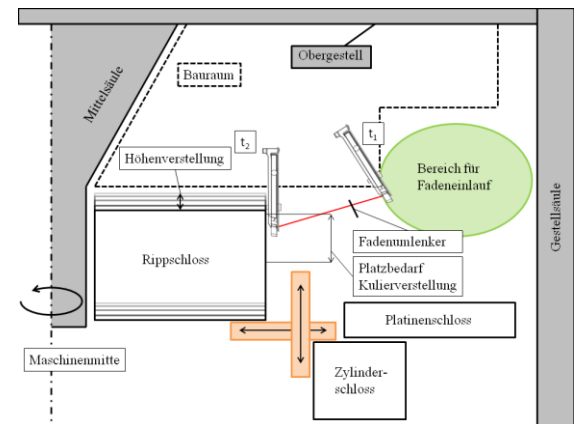 Obergestell
Mittelsäule
Bauraum
t₂
t₁
Höhenverstellung
Bereich für
Fadeneinlauf
Gestellsäule
Rippschloss
Fadenumlenker
Platzbedarf
Kulierverstellung
Platinenschloss
Maschinenmitte
Zylinder-
schloss